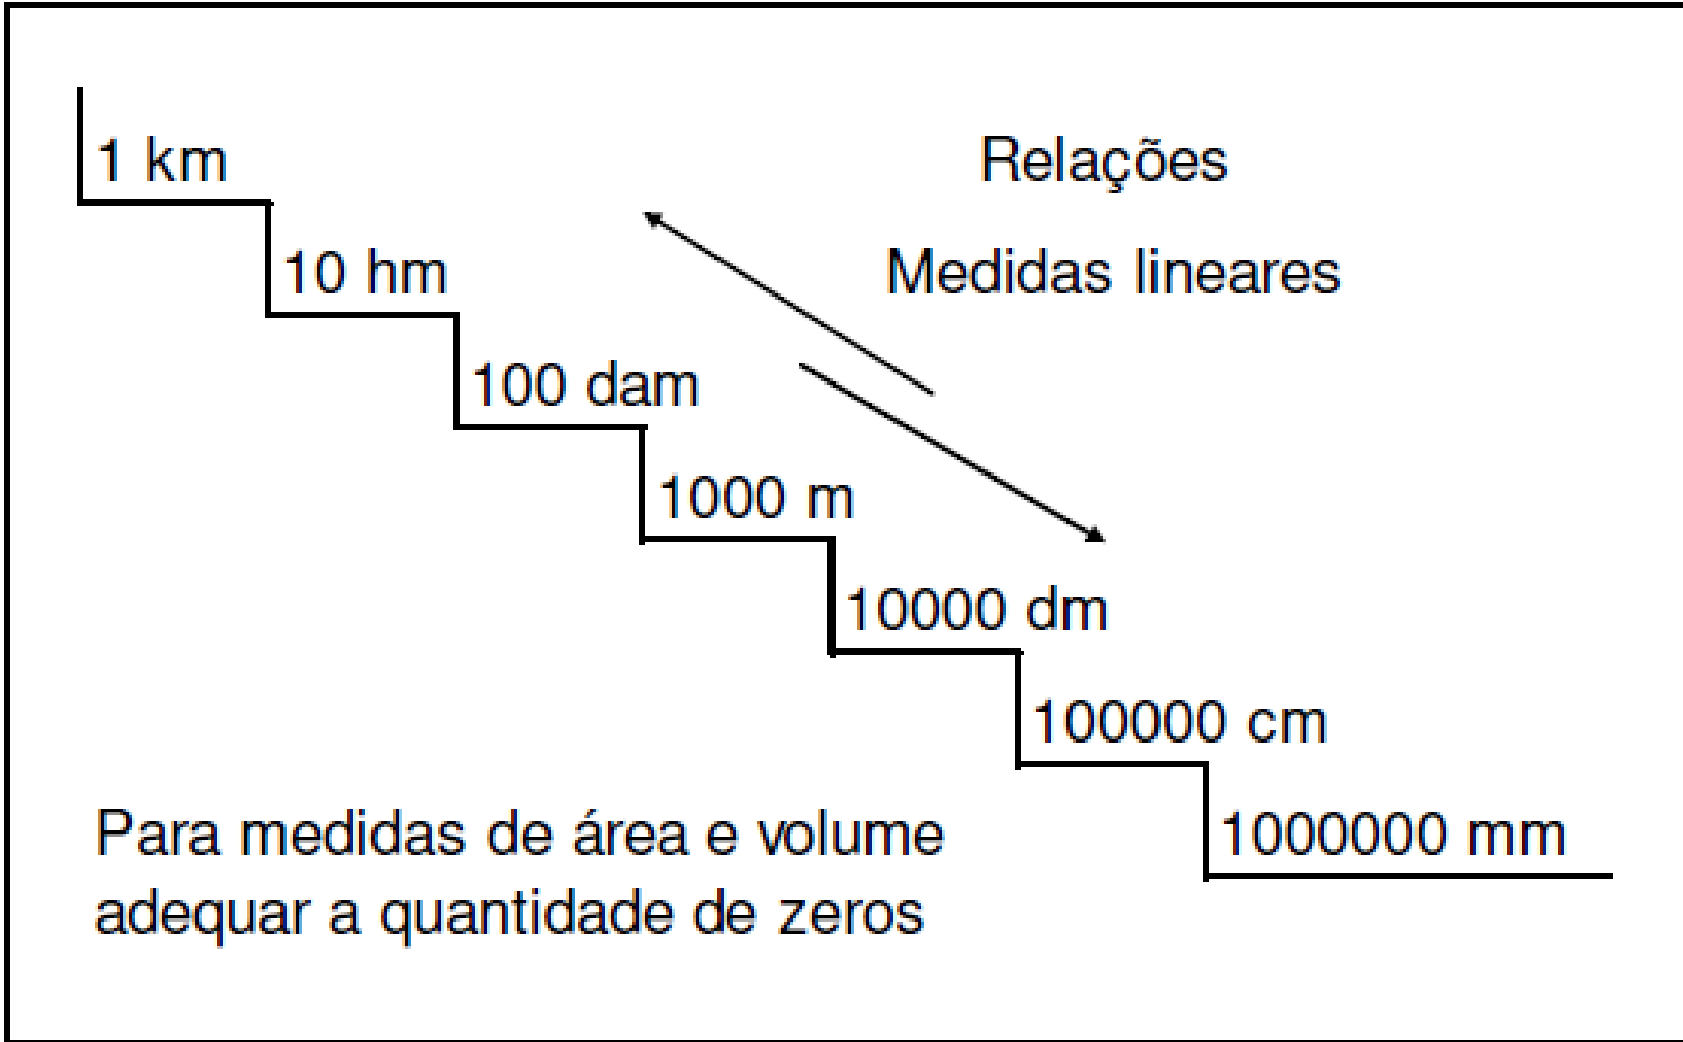 1 km
Relações
10 hm
Medidas lineares
100 dam
1000 m
10000 dm
100000 cm
1000000 mm
Para medidas de área e volume
adequar a quantidade de zeros